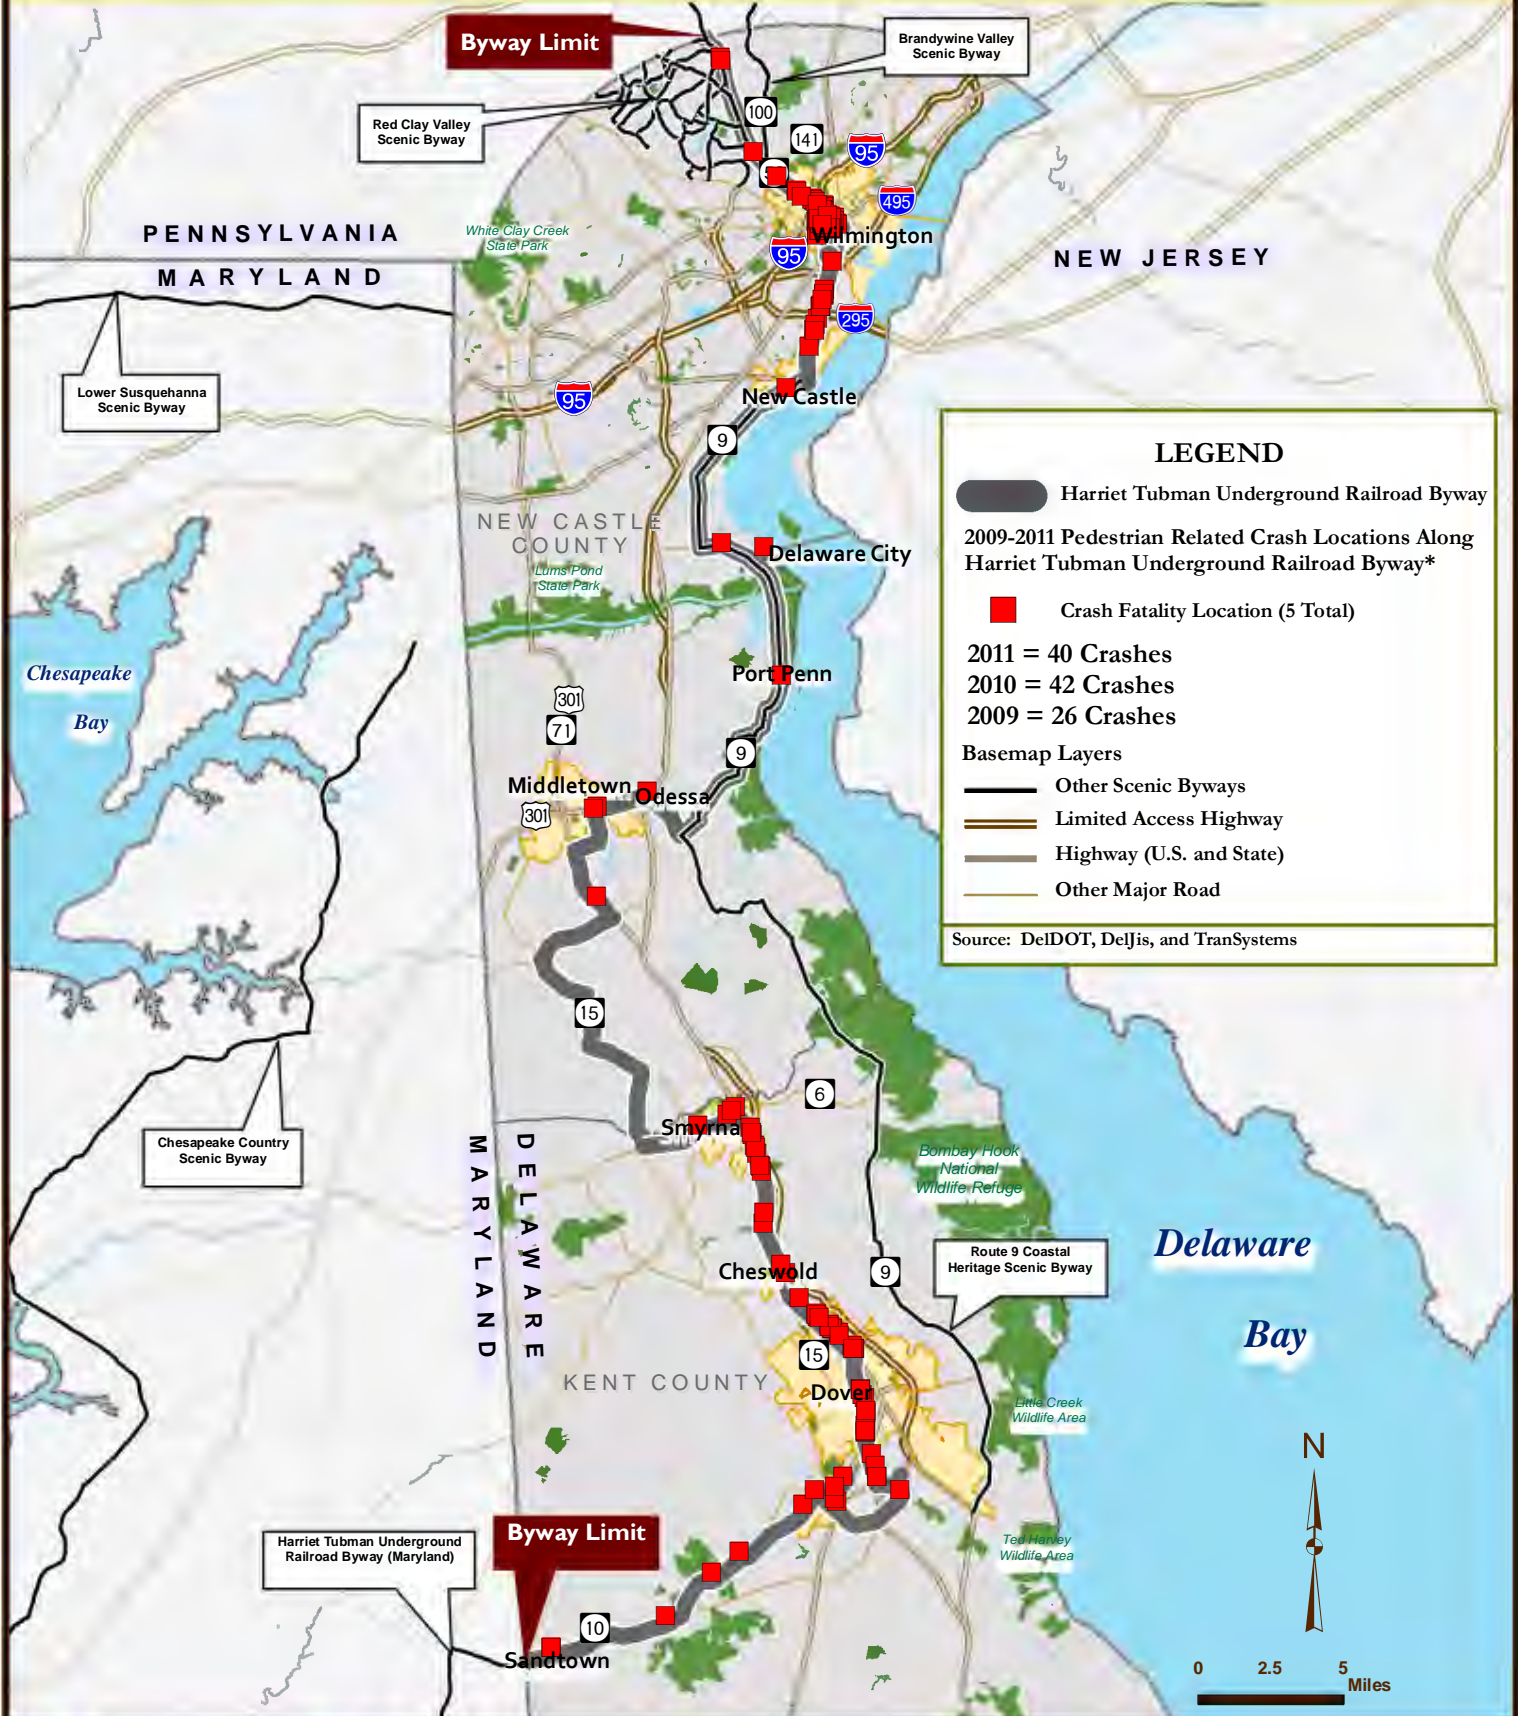 Byway Limit
Brandywine Valley
Scenic Byway
Red Clay Valley
Scenic Byway
100
141
95
495
PENNSYLVANIA
White Clay Creek
State Park
Wilmington
95
NEW JERSEY
MARYLAND
295
Lower Susquehanna
Scenic Byway
95
New Castle
9
LEGEND
Harriet Tubman Underground Railroad Byway
2009-2011 Pedestrian Related Crash Locations Along
Harriet Tubman Underground Railroad Byway*
Crash Fatality Location (5 Total)
2011 = 40 Crashes
2010 = 42 Crashes
2009 = 26 Crashes
Basemap Layers
Other Scenic Byways
Limited Access Highway
Highway (U.S. and State)
Other Major Road
Source: DelDOT, DelJis, and TranSystems
NEW CASTLE
COUNTY
Delaware City
Lums Pond
State Park
Chesapeake
Bay
Port Penn
301
71
9
Middletown
Odessa
301
15
6
Smyrna
Chesapeake Country
Scenic Byway
MARYLAND
DELAWARE
Bombay Hook
National
Wildlife Refuge
Delaware
Bay
Route 9 Coastal
Heritage Scenic Byway
Cheswold
9
15
KENT COUNTY
Dover
Little Creek
Wildlife Area
N
Harriet Tubman Underground
Railroad Byway (Maryland)
Byway Limit
Ted Harvey
Wildlife Area
10
Sandtown
0 2.5 5
Miles